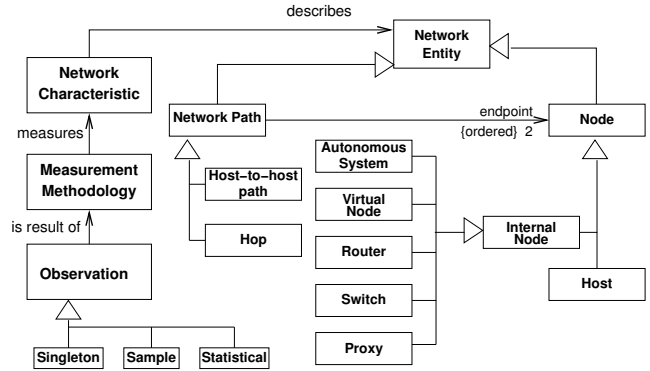 describes
Network
Entity
Network
Characteristic
Network Path
endpoint
{ordered} 2
Node
measures
Autonomous
System
Measurement
Methodology
Host−to−host
path
Virtual
Node
is result of
Internal
Node
Hop
Router
Observation
Host
Switch
Singleton
Sample
Statistical
Proxy